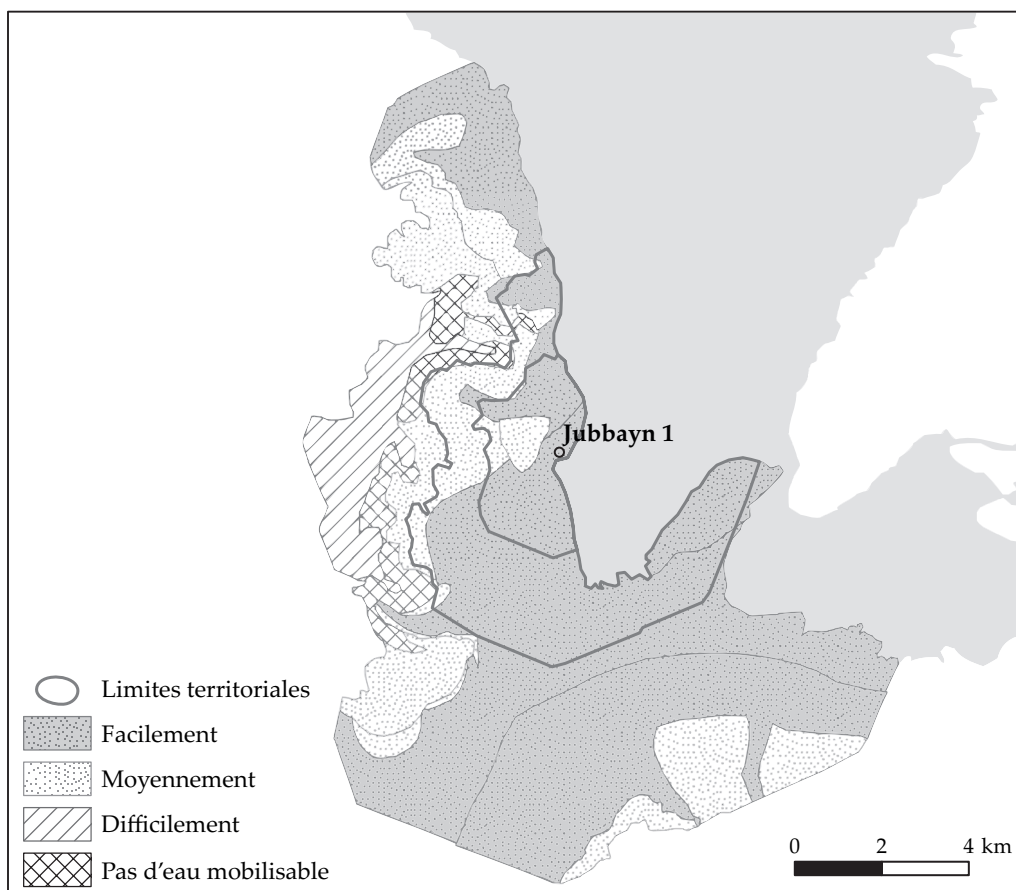 Jubbayn 1
Limites territoriales
Facilement
Moyennement
Difficilement
Pas d'eau mobilisable
0 2 4 km